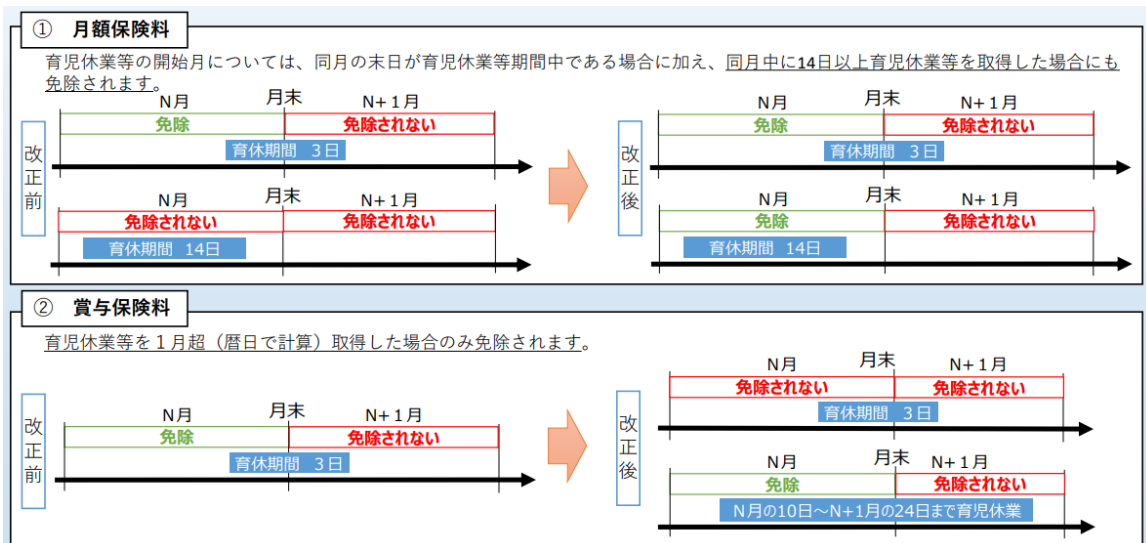 ① 月額保険料
育児休業等の開始月については、同月の末日が育児休業等期間中である場合に加え、同月中に14日以上育児休業等を取得した場合にも
免除されます。
改正前
N月 月末 N+1月
免除 免除されない
育休期間 3日
N月 月末 N+1月
免除されない 免除されない
育休期間 14日
改正後
N月 月末 N+1月
免除 免除されない
育休期間 3日
N月 月末 N+1月
免除 免除されない
育休期間 14日
② 賞与保険料
育児休業等を1月超（暦日で計算）取得した場合のみ免除されます。
改正前
N月 月末 N+1月
免除 免除されない
育休期間 3日
改正後
N月 月末 N+1月
免除されない 免除されない
育休期間 3日
N月 月末 N+1月
免除 免除されない
N月の10日～N+1月の24日まで育児休業